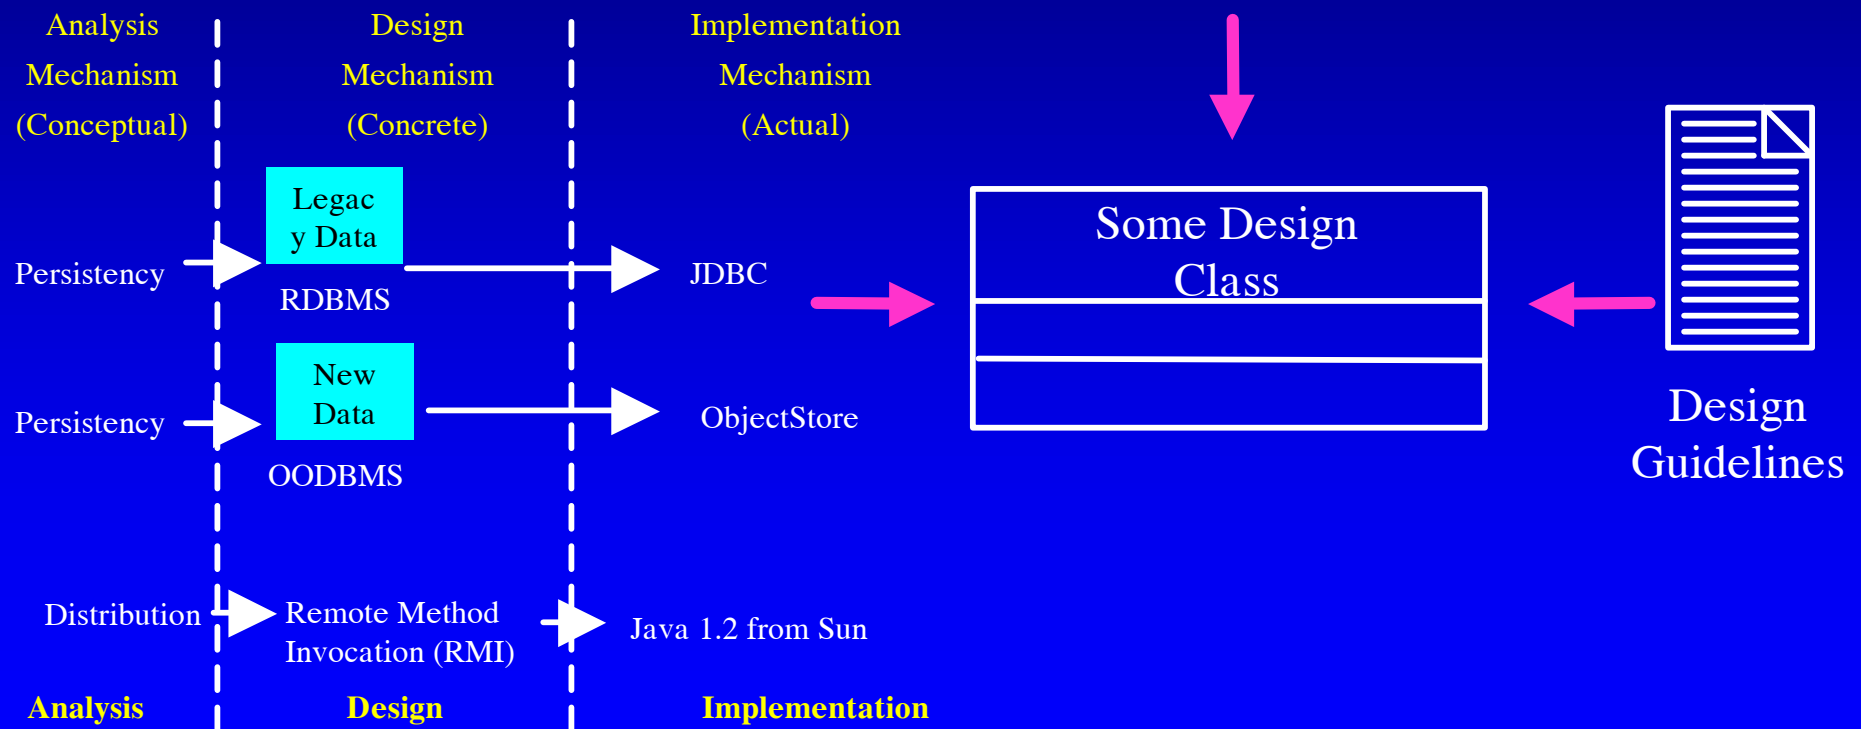 Analysis
Mechanism
(Conceptual)
Design
Mechanism
(Concrete)
Implementation
Mechanism
(Actual)
Legac
y Data
Persistency
RDBMS
JDBC
New
Data
Persistency
OODBMS
ObjectStore
Distribution
Remote Method
Invocation (RMI)
Java 1.2 from Sun
Analysis
Design
Implementation
Some Design
Class
Design
Guidelines